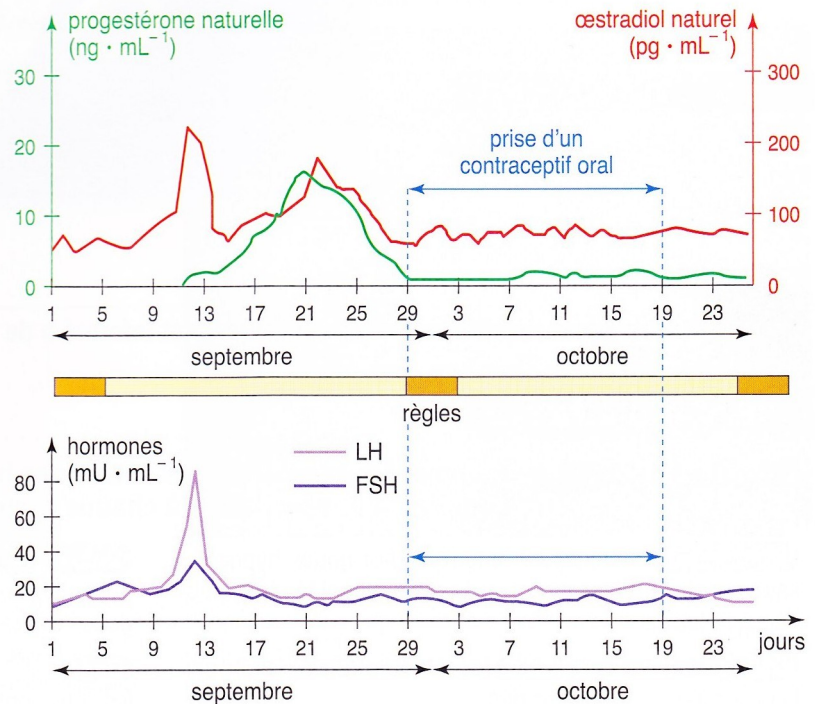 progestérone naturelle
(ng · mL⁻¹)
œstradiol naturel
(pg · mL⁻¹)
30
20
10
0
300
200
100
0
prise d'un
contraceptif oral
1 5 9 13 17 21 25 29 3 7 11 15 19 23
septembre octobre
règles
hormones
(mU · mL⁻¹)
LH
FSH
80
60
40
20
0
1 5 9 13 17 21 25 29 3 7 11 15 19 23 jours
septembre octobre